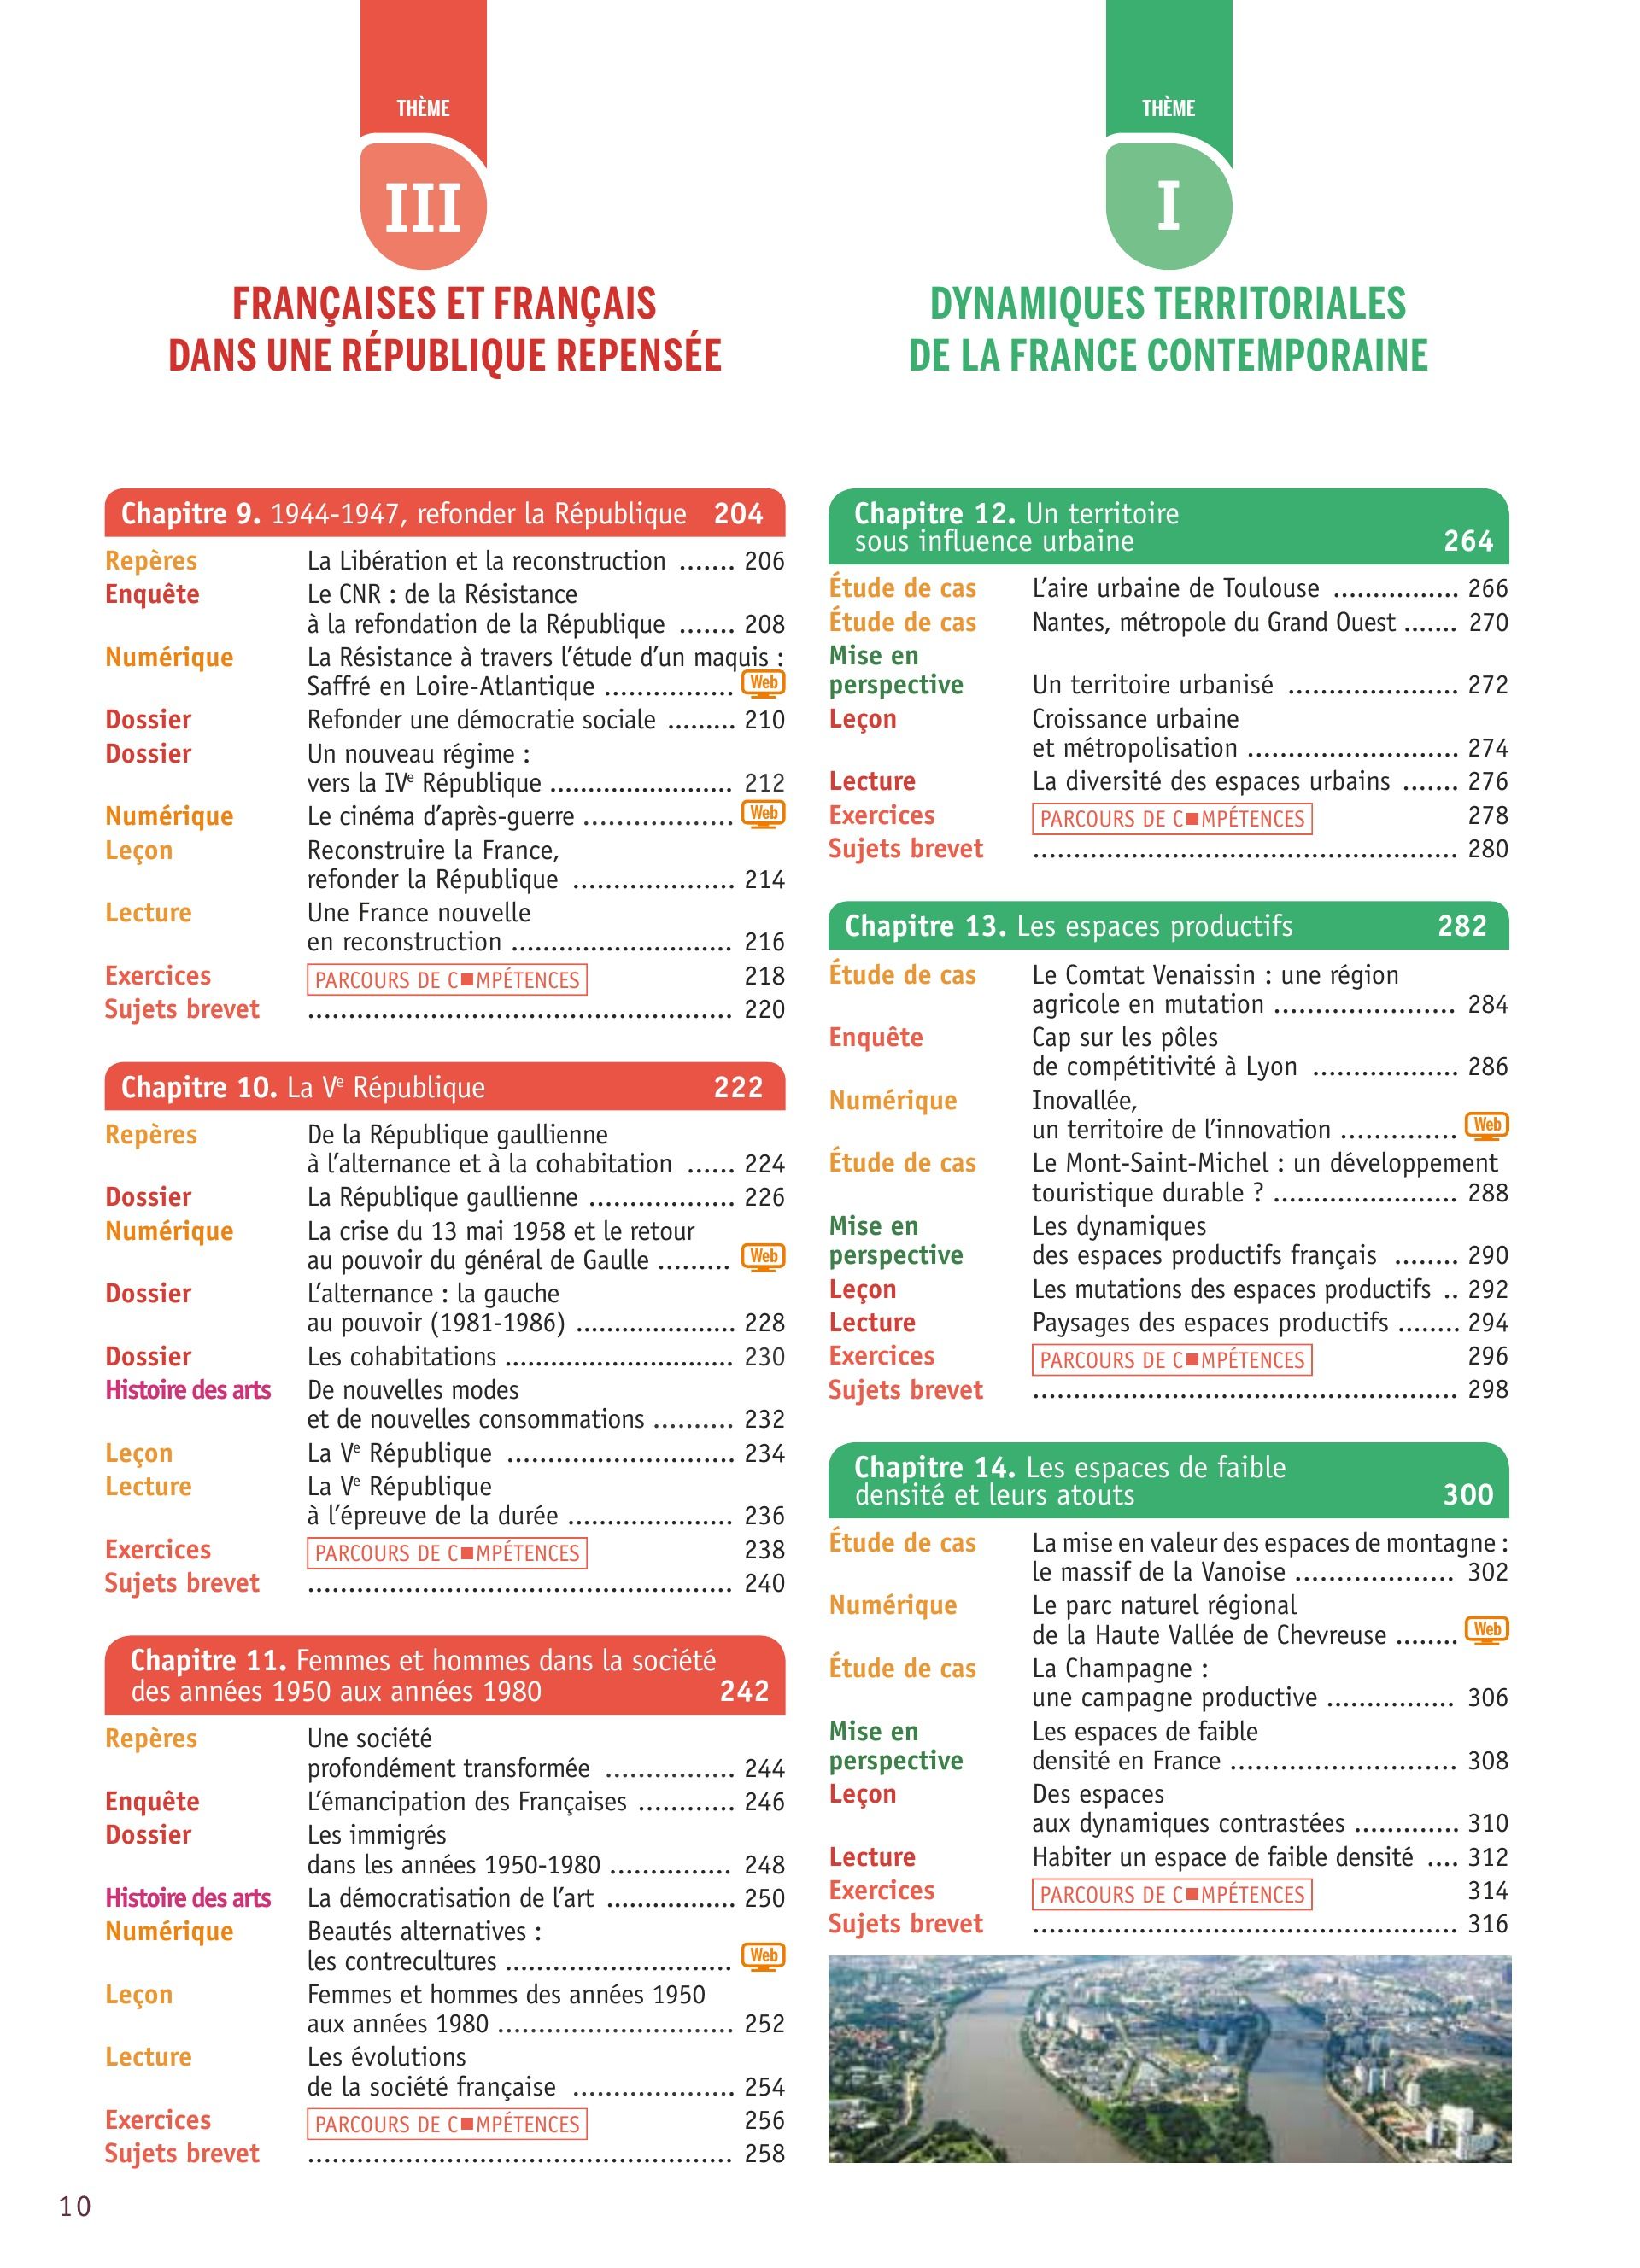 THÈME
III
FRANÇAISES ET FRANÇAIS
DANS UNE RÉPUBLIQUE REPENSÉE
Chapitre 9. 1944-1947, refonder la République 204
Repères La Libération et la reconstruction ....... 206
Enquête Le CNR : de la Résistance
à la refondation de la République ....... 208
Numérique La Résistance à travers l’étude d’un maquis :
Saffré en Loire-Atlantique ................ Web
Dossier Refonder une démocratie sociale ......... 210
Dossier Un nouveau régime :
vers la IVe République ....................... 212
Numérique Le cinéma d’après-guerre ................... Web
Leçon Reconstruire la France,
refonder la République .................... 214
Lecture Une France nouvelle
en reconstruction ........................... 216
Exercices PARCOURS DE C■MPÉTENCES 218
Sujets brevet .................................................... 220
Chapitre 10. La Ve République 222
Repères De la République gaullienne
à l’alternance et à la cohabitation ...... 224
Dossier La République gaullienne .................. 226
Numérique La crise du 13 mai 1958 et le retour
au pouvoir du général de Gaulle ......... Web
Dossier L’alternance : la gauche
au pouvoir (1981-1986) .................... 228
Dossier Les cohabitations ............................ 230
Histoire des arts De nouvelles modes
et de nouvelles consommations .......... 232
Leçon La Ve République ............................ 234
Lecture La Ve République
à l’épreuve de la durée .................... 236
Exercices PARCOURS DE C■MPÉTENCES 238
Sujets brevet .................................................... 240
Chapitre 11. Femmes et hommes dans la société
des années 1950 aux années 1980 242
Repères Une société
profondément transformée ................ 244
Enquête L’émancipation des Françaises ............ 246
Dossier Les immigrés
dans les années 1950-1980 ............... 248
Histoire des arts La démocratisation de l’art ................ 250
Numérique Beautés alternatives :
les contrecultures ............................ Web
Leçon Femmes et hommes des années 1950
aux années 1980 ............................. 252
Lecture Les évolutions
de la société française .................... 254
Exercices PARCOURS DE C■MPÉTENCES 256
Sujets brevet .................................................... 258
10
THÈME
I
DYNAMIQUES TERRITORIALES
DE LA FRANCE CONTEMPORAINE
Chapitre 12. Un territoire
sous influence urbaine 264
Étude de cas L’aire urbaine de Toulouse ................ 266
Étude de cas Nantes, métropole du Grand Ouest ....... 270
Mise en
perspective Un territoire urbanisé ..................... 272
Leçon Croissance urbaine
et métropolisation .......................... 274
Lecture La diversité des espaces urbains ....... 276
Exercices PARCOURS DE C■MPÉTENCES 278
Sujets brevet .................................................... 280
Chapitre 13. Les espaces productifs 282
Étude de cas Le Comtat Venaissin : une région
agricole en mutation ...................... 284
Enquête Cap sur les pôles
de compétitivité à Lyon .................. 286
Numérique Inovallée,
un territoire de l’innovation .............. Web
Étude de cas Le Mont-Saint-Michel : un développement
touristique durable ? ....................... 288
Mise en Les dynamiques
perspective des espaces productifs français ........ 290
Leçon Les mutations des espaces productifs .. 292
Lecture Paysages des espaces productifs ........ 294
Exercices PARCOURS DE C■MPÉTENCES 296
Sujets brevet .................................................... 298
Chapitre 14. Les espaces de faible
densité et leurs atouts 300
Étude de cas La mise en valeur des espaces de montagne :
le massif de la Vanoise ................... 302
Numérique Le parc naturel régional
de la Haute Vallée de Chevreuse ........ Web
Étude de cas La Champagne :
une campagne productive ................ 306
Mise en Les espaces de faible
perspective densité en France ............................ 308
Leçon Des espaces
aux dynamiques contrastées ............. 310
Lecture Habiter un espace de faible densité .... 312
Exercices PARCOURS DE C■MPÉTENCES 314
Sujets brevet .................................................... 316